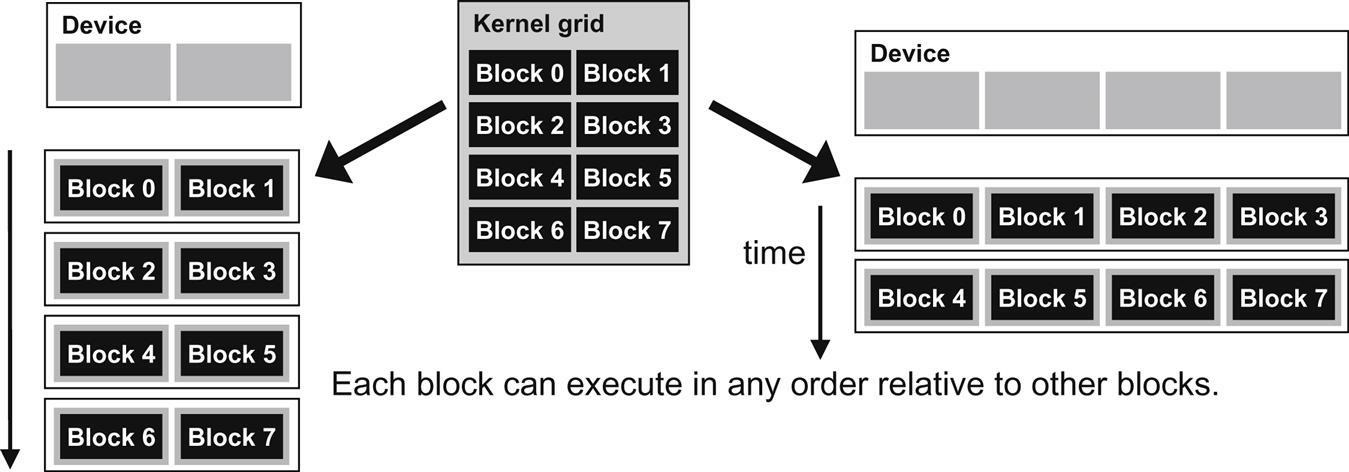 Device
Block 0 Block 1
Block 2 Block 3
Block 4 Block 5
Block 6 Block 7
Kernel grid
Block 0 Block 1
Block 2 Block 3
Block 4 Block 5
Block 6 Block 7
Device
time
Block 0 Block 1 Block 2 Block 3
Block 4 Block 5 Block 6 Block 7
Each block can execute in any order relative to other blocks.